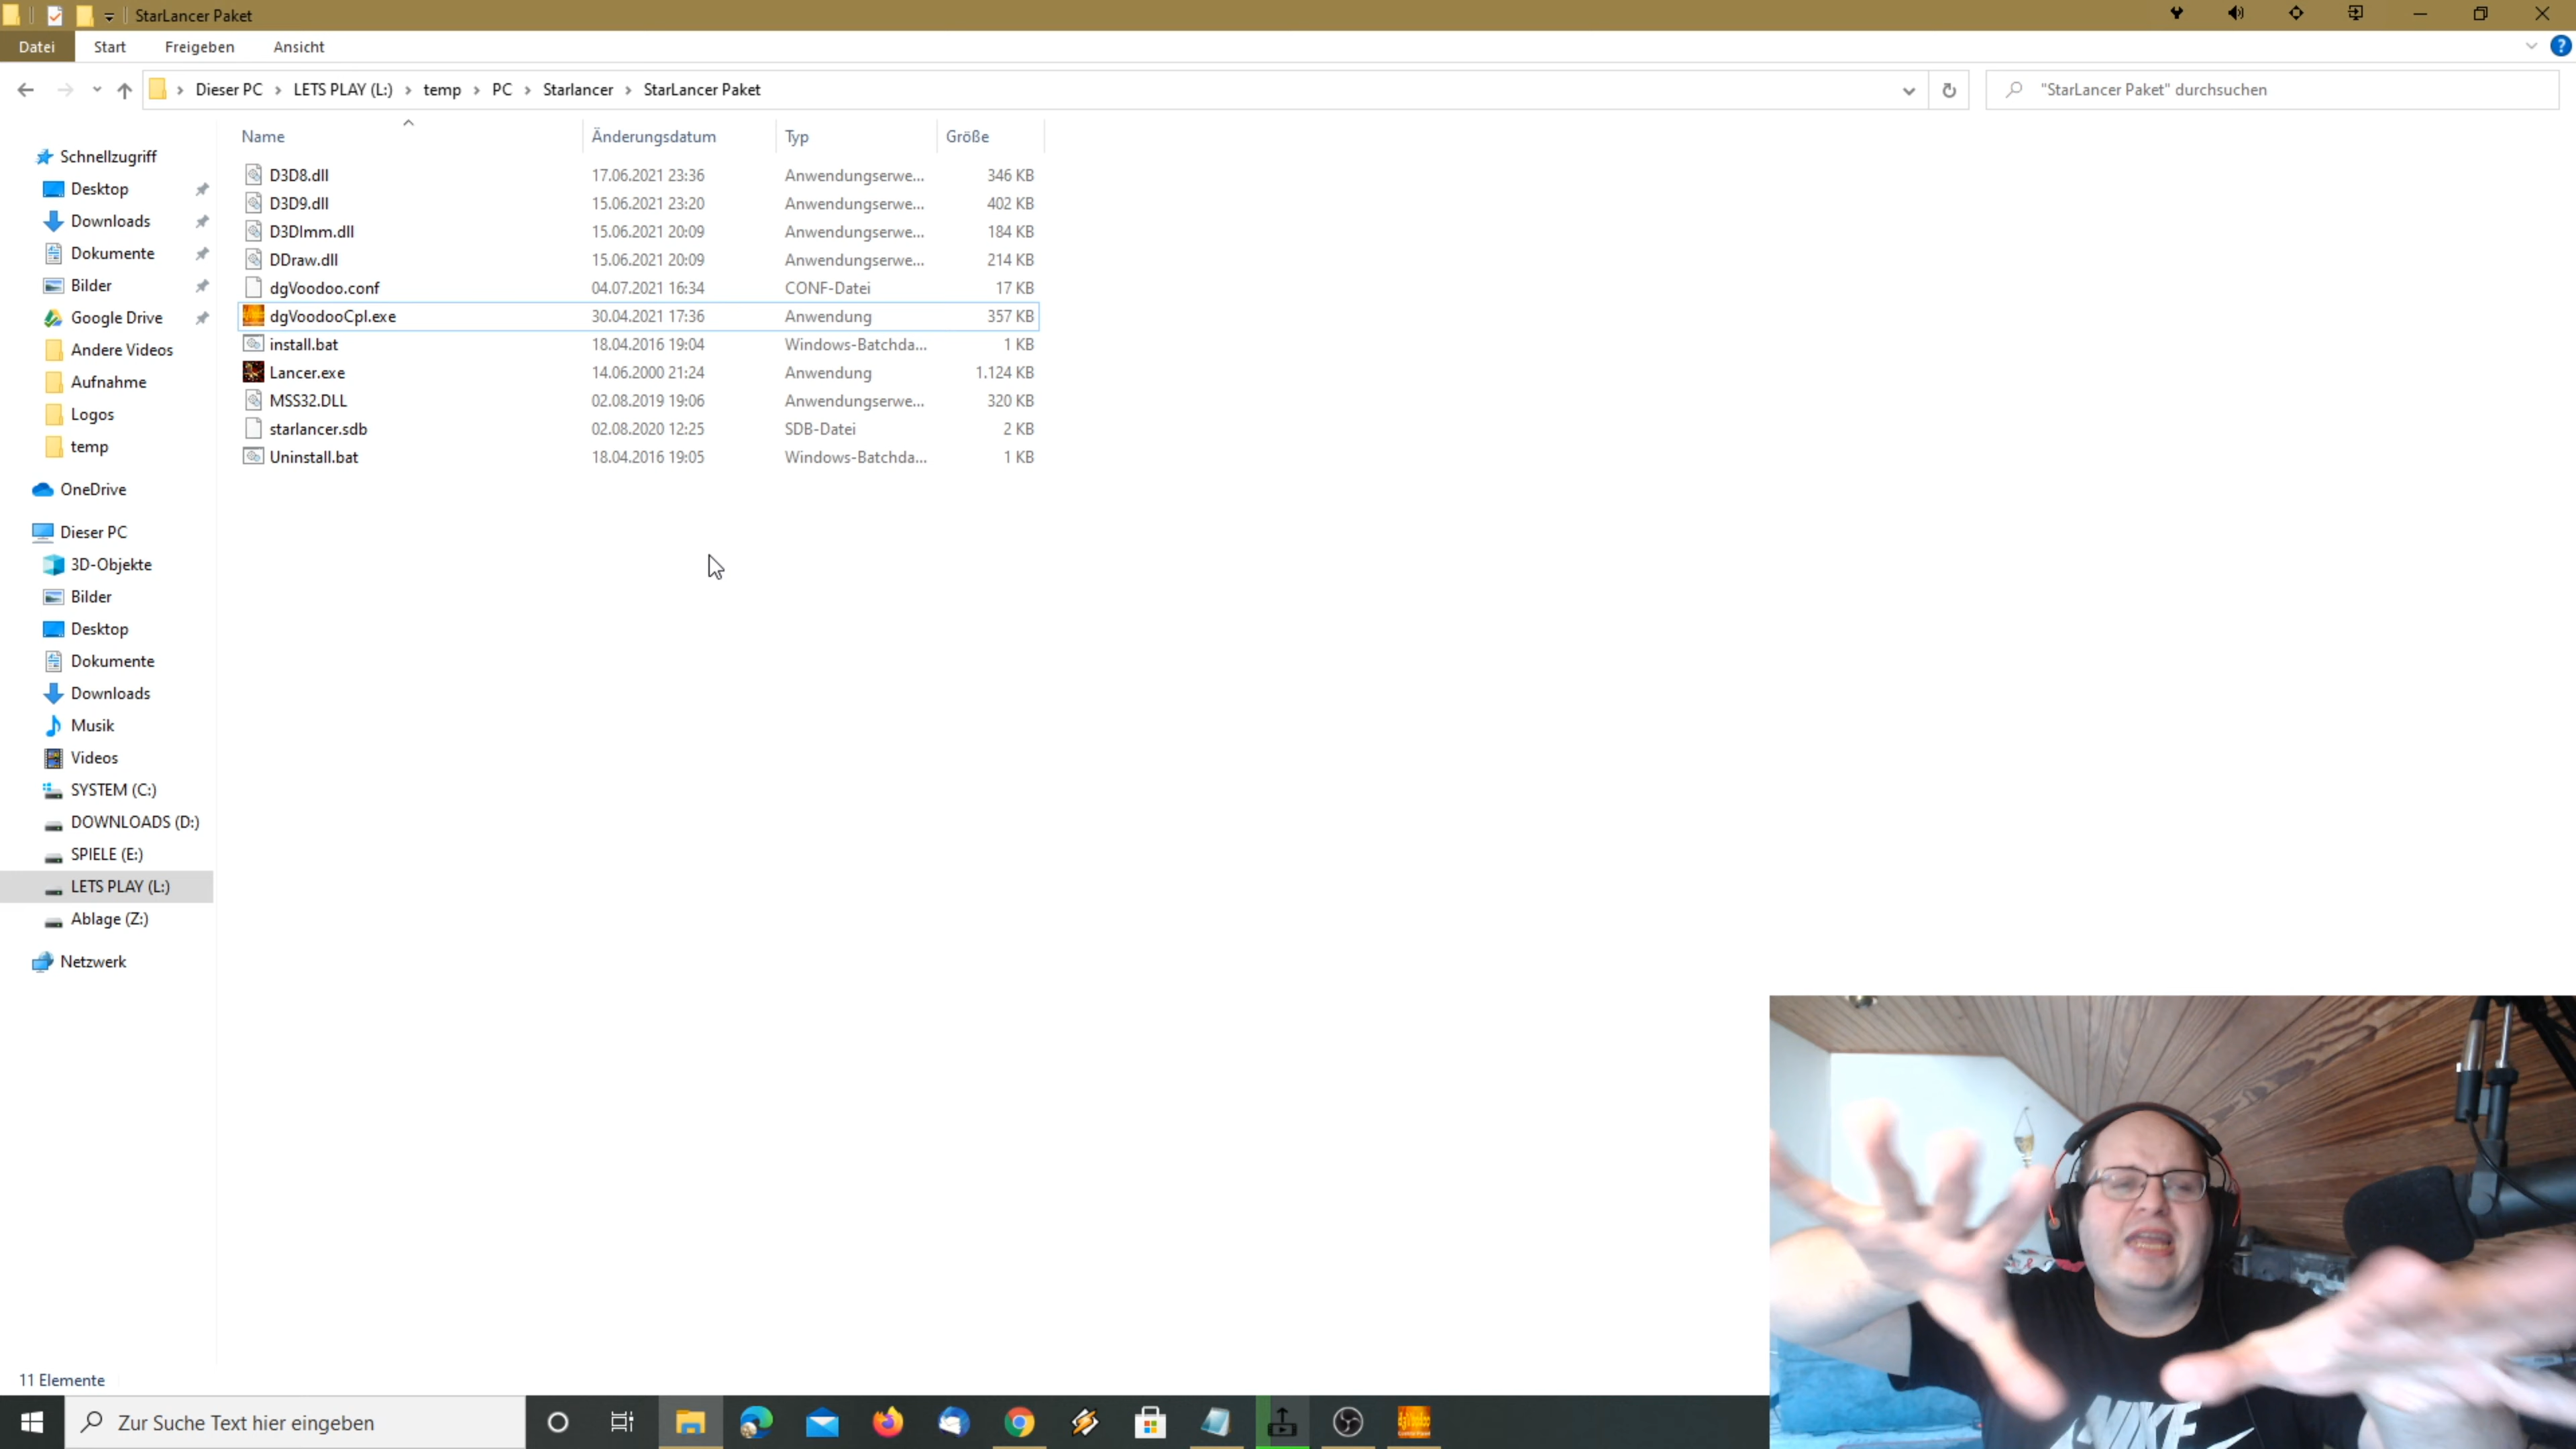 StarLancer Paket
Datei Start Freigeben Ansicht
Dieser PC LETS PLAY (L:) temp PC Starlancer StarLancer Paket "StarLancer Paket" durchsuchen
Name Änderungsdatum Typ Größe
D3D8.dll 17.06.2021 23:36 Anwendungserwe... 346 KB
D3D9.dll 15.06.2021 23:20 Anwendungserwe... 402 KB
D3DImm.dll 15.06.2021 20:09 Anwendungserwe... 184 KB
DDraw.dll 15.06.2021 20:09 Anwendungserwe... 214 KB
dgVoodoo.conf 04.07.2021 16:34 CONF-Datei 17 KB
dgVoodooCpl.exe 30.04.2021 17:36 Anwendung 357 KB
install.bat 18.04.2016 19:04 Windows-Batchda... 1 KB
Lancer.exe 14.06.2000 21:24 Anwendung 1.124 KB
MSS32.DLL 02.08.2019 19:06 Anwendungserwe... 320 KB
starlancer.sdb 02.08.2020 12:25 SDB-Datei 2 KB
Uninstall.bat 18.04.2016 19:05 Windows-Batchda... 1 KB
Schnellzugriff
Desktop
Downloads
Dokumente
Bilder
Google Drive
Andere Videos
Aufnahme
Logos
temp
OneDrive
Dieser PC
3D-Objekte
Bilder
Desktop
Dokumente
Downloads
Musik
Videos
SYSTEM (C:)
DOWNLOADS (D:)
SPIELE (E:)
LETS PLAY (L:)
Ablage (Z:)
Netzwerk
11 Elemente
Zur Suche Text hier eingeben
dgVoodoo
Control Panel
NIKE